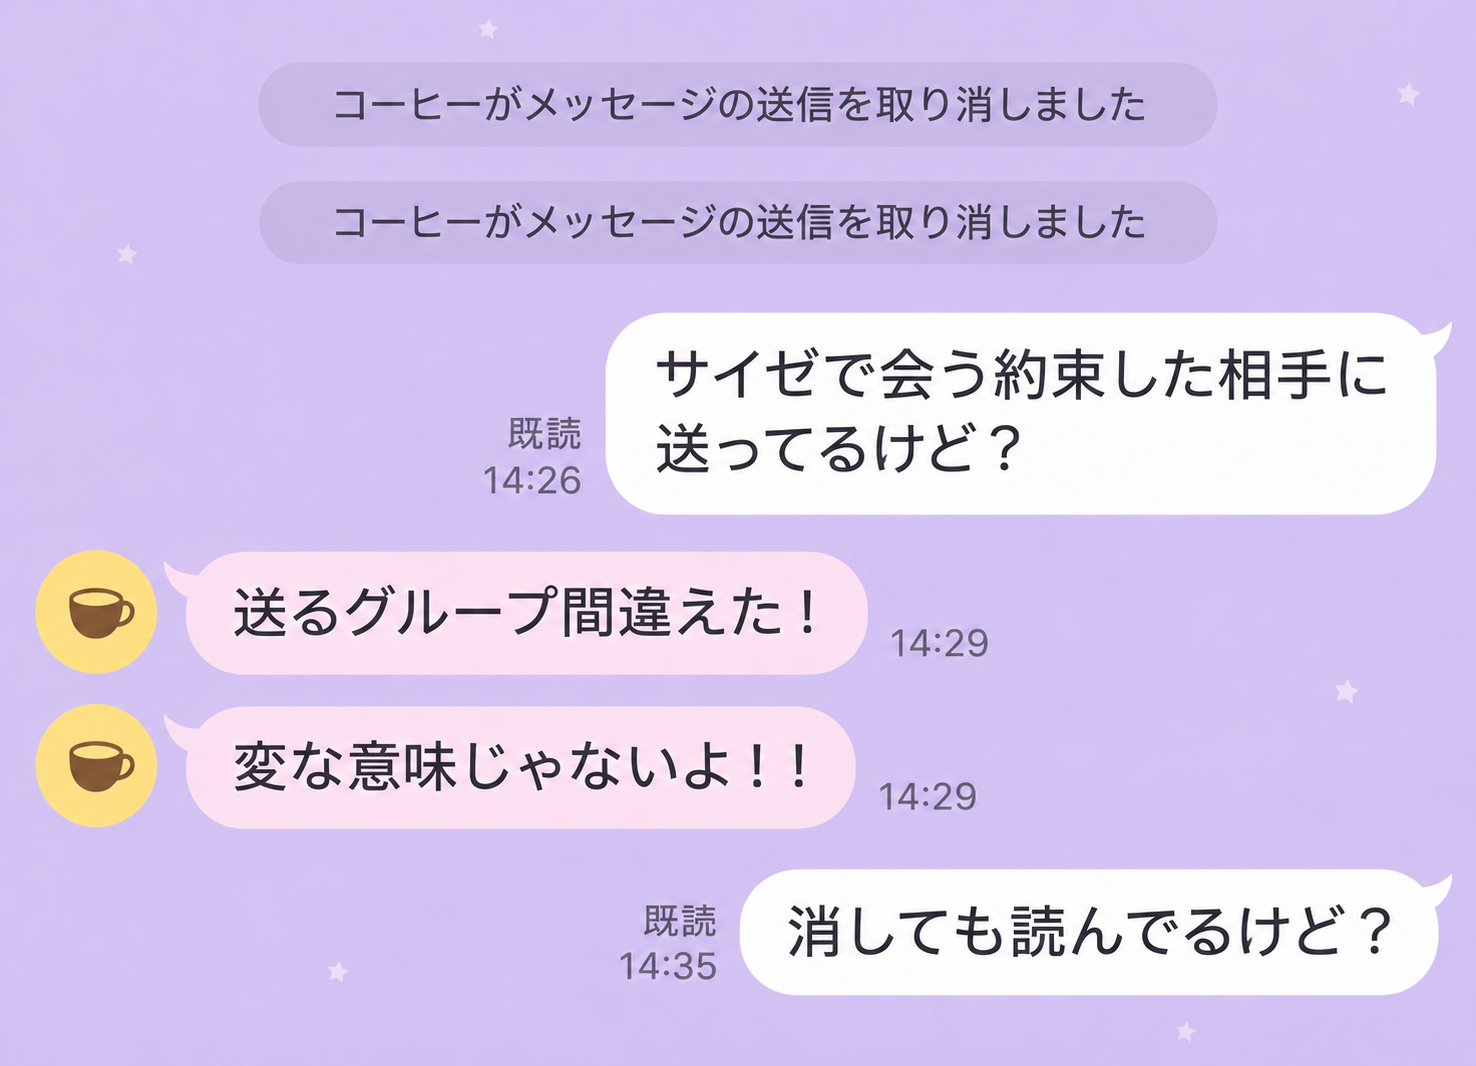 コーヒーがメッセージの送信を取り消しました
コーヒーがメッセージの送信を取り消しました
サイゼで会う約束した相手に
送ってるけど？
既読
14:26
送るグループ間違えた！
14:29
変な意味じゃないよ！！
14:29
消しても読んでるけど？
既読
14:35